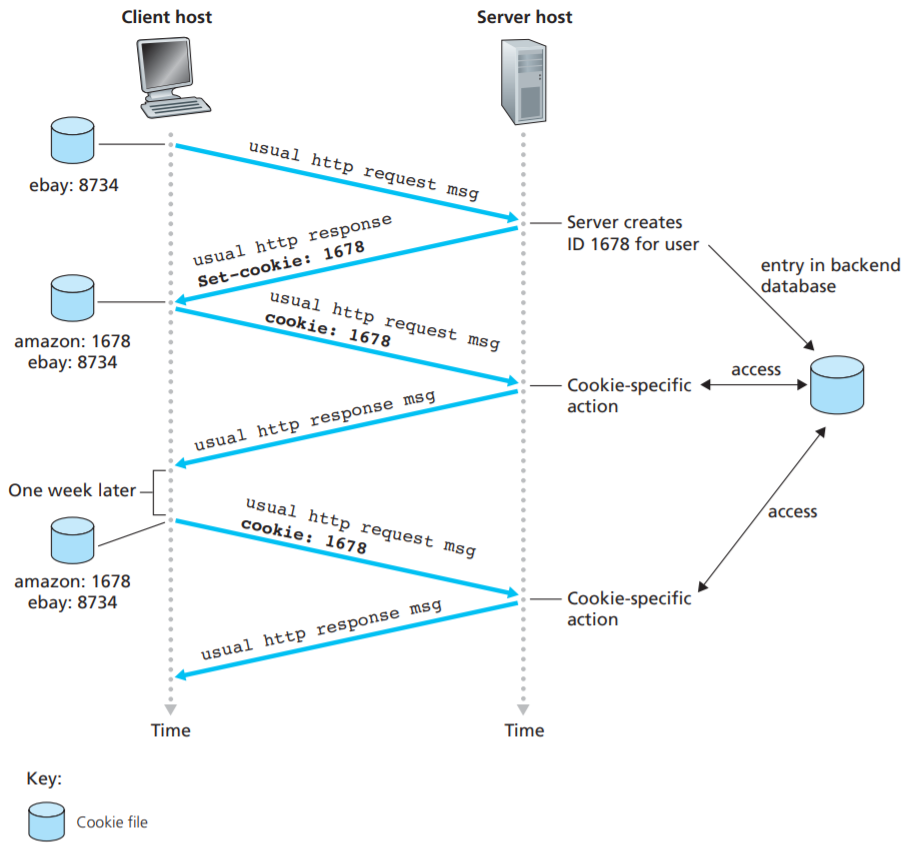 Client host
Server host
ebay: 8734
usual http request msg
Server creates
ID 1678 for user
entry in backend
database
usual http response
Set-cookie: 1678
amazon: 1678
ebay: 8734
usual http request msg
cookie: 1678
Cookie-specific
action
access
usual http response msg
One week later
amazon: 1678
ebay: 8734
usual http request msg
cookie: 1678
access
Cookie-specific
action
usual http response msg
Time
Time
Key:
Cookie file